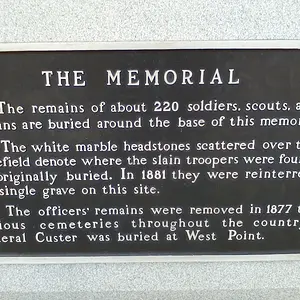 THE MEMORIAL
The remains of about 220 soldiers, scouts, a
ans are buried around the base of this memor
The white marble headstones scattered over t
efield denote where the slain troopers were fou
originally buried. In 1881 they were reinterre
single grave on this site.
The officers' remains were removed in 1877 t
ious cemeteries throughout the countr
eral Custer was buried at West Point.